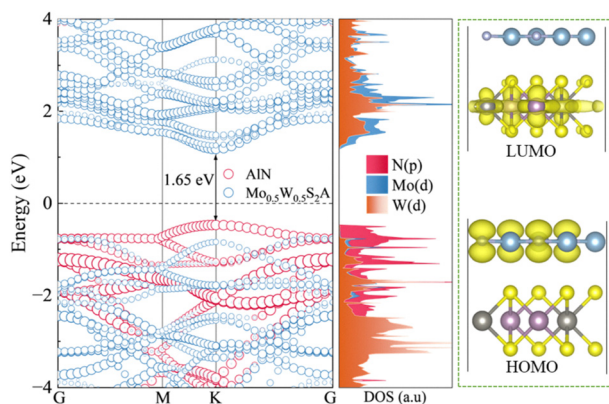 4
2
0
−2
−4
Energy (eV)
G
M
K
G
1.65 eV
AlN
Mo0.5W0.5S2A
N(p)
Mo(d)
W(d)
DOS (a.u)
LUMO
HOMO